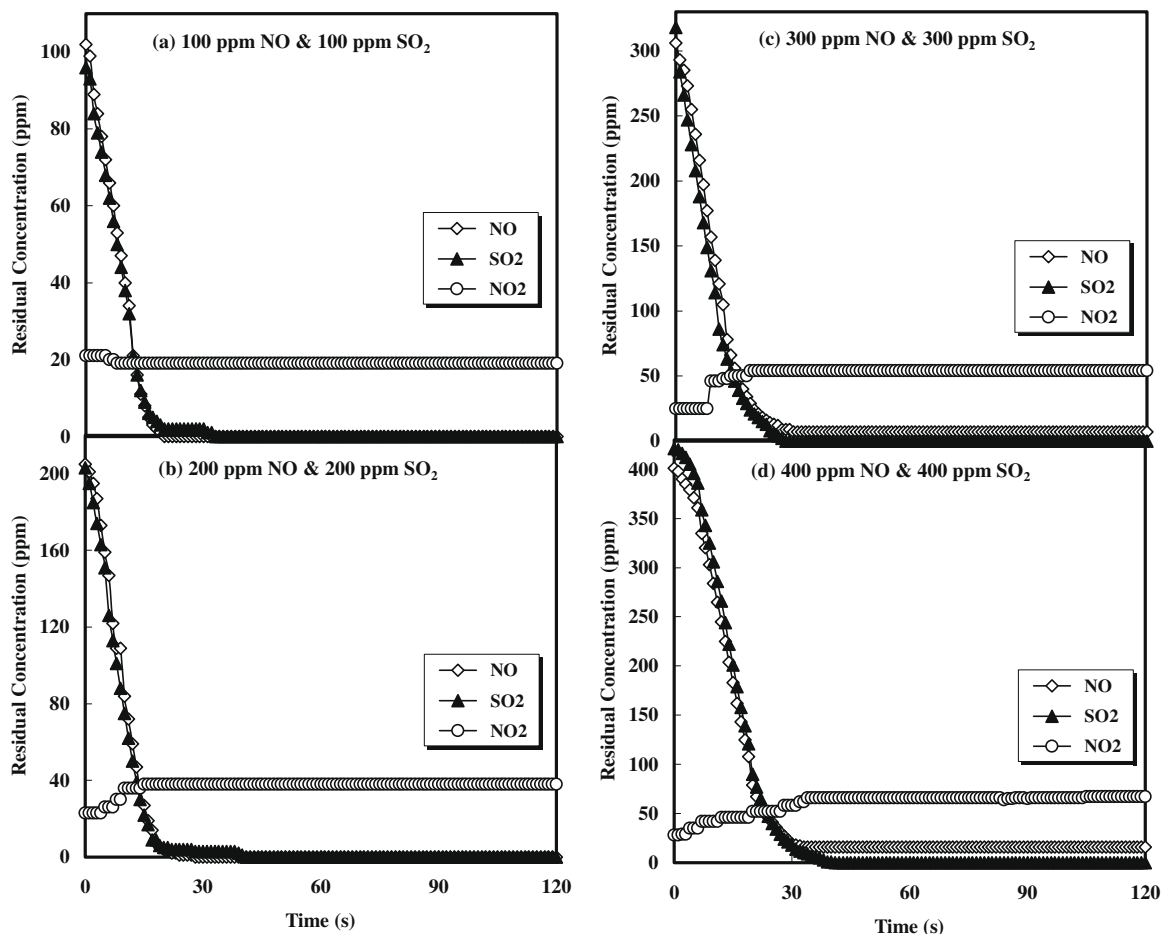 (a) 100 ppm NO & 100 ppm SO₂
Residual Concentration (ppm)
100
80
60
40
20
0
NO
SO2
NO2
(b) 200 ppm NO & 200 ppm SO₂
Residual Concentration (ppm)
200
160
120
80
40
0
NO
SO2
NO2
0
30
60
90
120
Time (s)
(c) 300 ppm NO & 300 ppm SO₂
Residual Concentration (ppm)
300
250
200
150
100
50
0
NO
SO2
NO2
(d) 400 ppm NO & 400 ppm SO₂
Residual Concentration (ppm)
400
350
300
250
200
150
100
50
0
NO
SO2
NO2
0
30
60
90
120
Time (s)